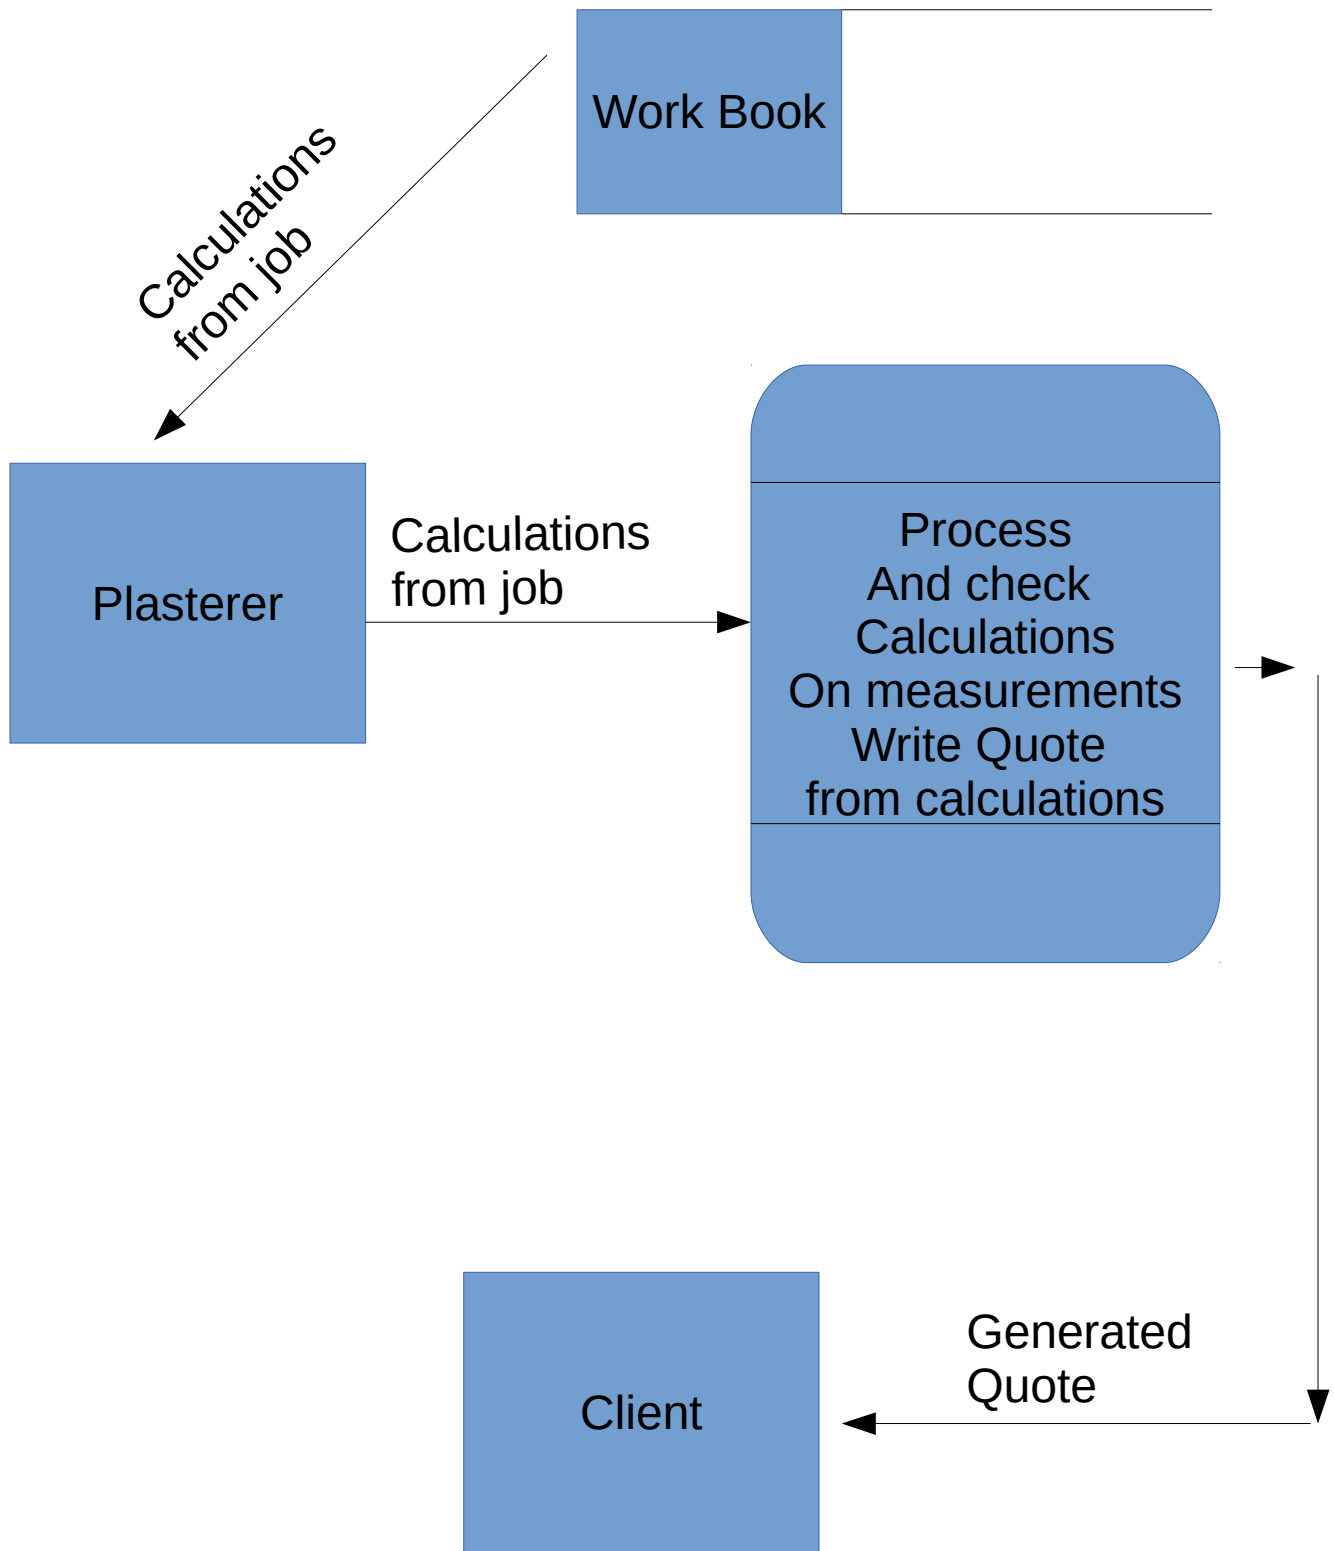 Work Book
Calculations
from job
Plasterer
Calculations
from job
Process
And check
Calculations
On measurements
Write Quote
from calculations
Generated
Quote
Client